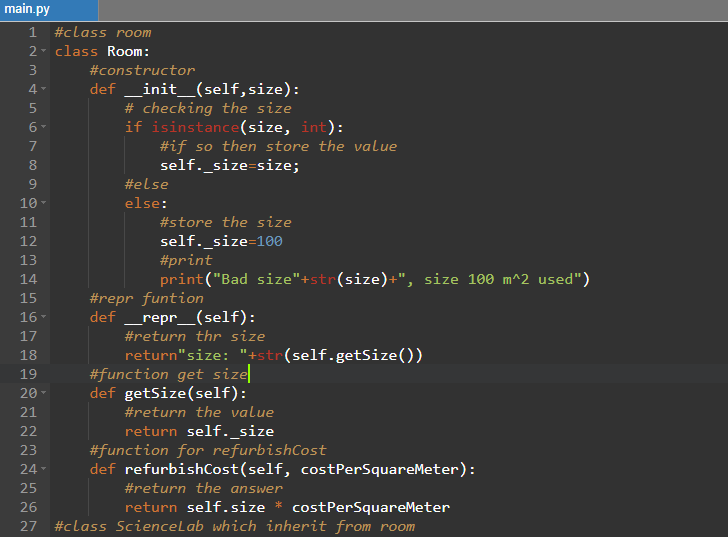 main.py
1 #class room
2 class Room:
3     #constructor
4     def __init__(self,size):
5         # checking the size
6         if isinstance(size, int):
7             #if so then store the value
8             self._size=size;
9         #else
10         else:
11             #store the size
12             self._size=100
13             #print
14             print("Bad size"+str(size)+", size 100 m^2 used")
15     #repr funtion
16     def __repr__(self):
17         #return thr size
18         return"size: "+str(self.getSize())
19     #function get size
20     def getSize(self):
21         #return the value
22         return self._size
23     #function for refurbishCost
24     def refurbishCost(self, costPerSquareMeter):
25         #return the answer
26         return self.size * costPerSquareMeter
27 #class ScienceLab which inherit from room